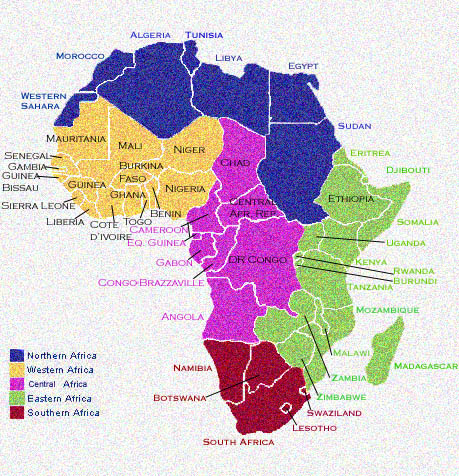 ALGERIA
TUNISIA
MOROCCO
LIBYA
EGYPT
WESTERN
SAHARA
SUDAN
MAURITANIA
MALI
NIGER
ERITREA
SENEGAL
GAMBIA
GUINEA
BISSAU
BURKINA
FASO
CHAD
DJIBOUTI
GUINEA
GHANA
NIGERIA
ETHIOPIA
SIERRA LEONE
LIBERIA
COTE
D'IVOIRE
TOGO
BENIN
CENTRAL
AFR. REP.
SOMALIA
CAMEROON
EQ. GUINEA
UGANDA
GABON
DR CONGO
KENYA
RWANDA
BURUNDI
CONGO-BRAZZAVILLE
TANZANIA
ANGOLA
MOZAMBIQUE
MALAWI
MADAGASCAR
NAMIBIA
ZAMBIA
BOTSWANA
ZIMBABWE
SWAZILAND
LESOTHO
SOUTH AFRICA
Northern Africa
Western Africa
Central Africa
Eastern Africa
Southern Africa